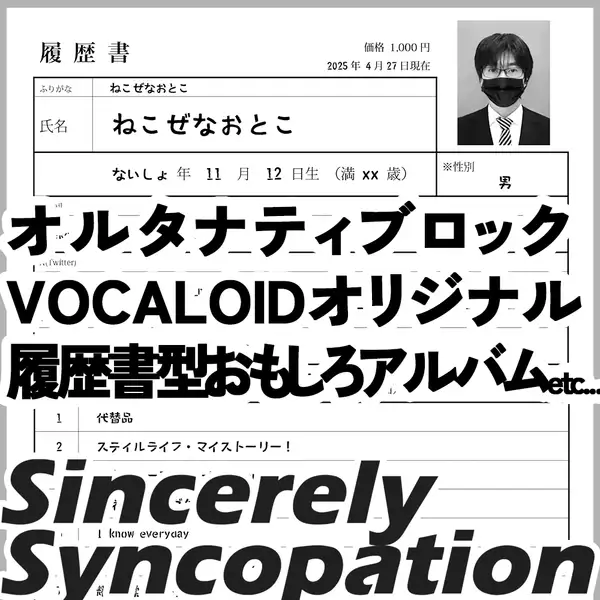 履歴書
価格 1,000円
2025年 4月27日現在
ふりがな ねこぜなおとこ
氏名 ねこぜなおとこ
ないしょ 年 11 月 12 日生 (満 xx 歳)
※性別
男
(Twitter)
オルタナティブロック
VOCALOIDオリジナル
履歴書型おもしろアルバムetc...
1 代替品
2 スティルライフ・マイストーリー!
I know everyday
Sincerely
Syncopation